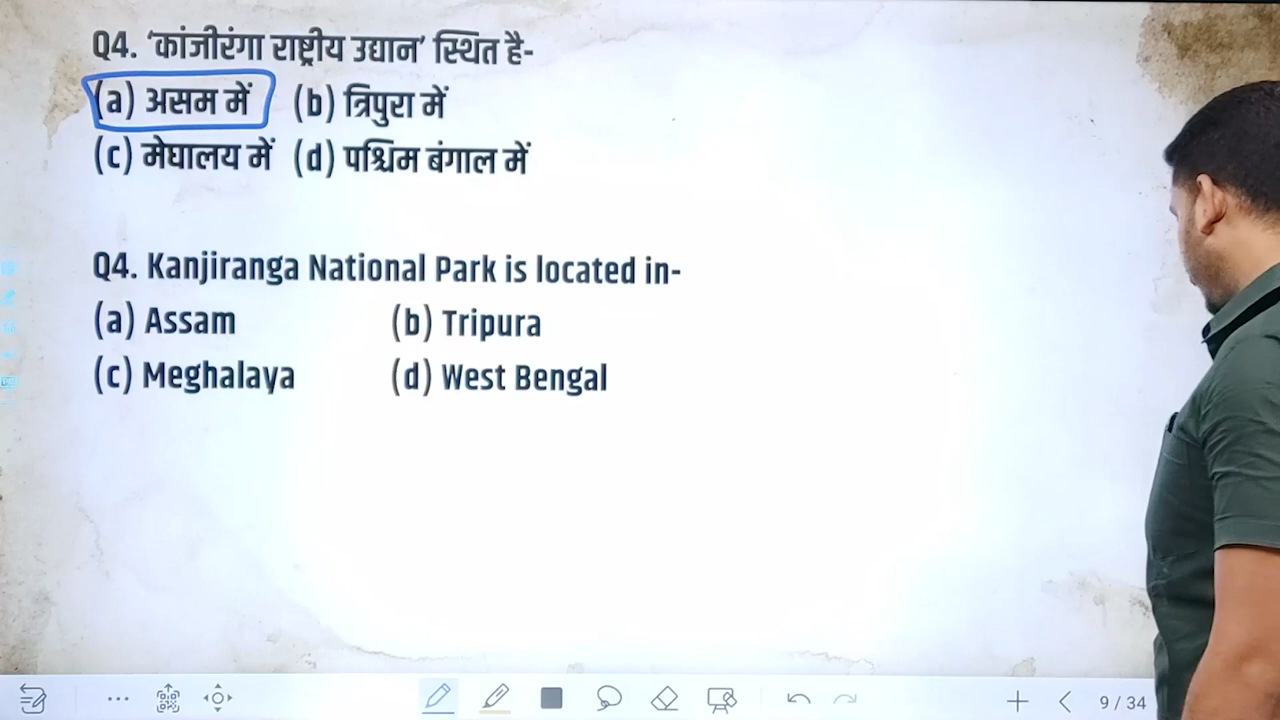 Q4. ‘कांजीरंगा राष्ट्रीय उद्यान’ स्थित है-
(a) असम में (b) त्रिपुरा में
(c) मेघालय में (d) पश्चिम बंगाल में
Q4. Kanjiranga National Park is located in-
(a) Assam (b) Tripura
(c) Meghalaya (d) West Bengal
9 / 34